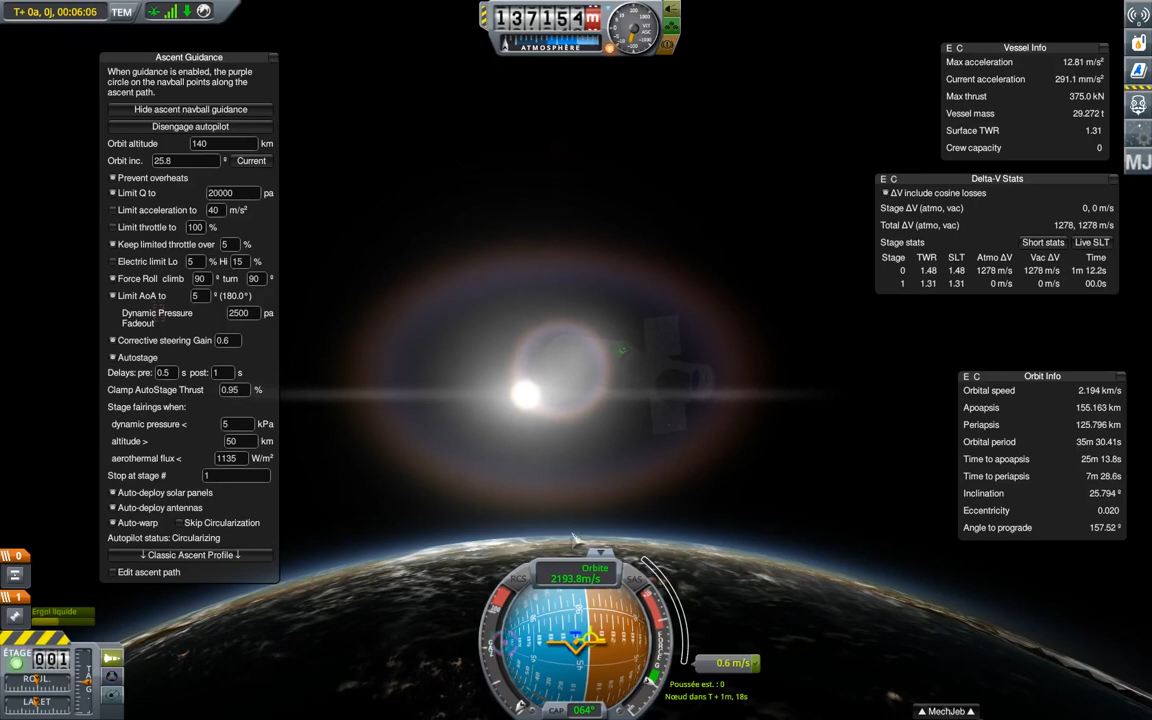 T+ 0a, 0j, 00:06:06 TEM
137154 m
ATMOSPHÈRE
Ascent Guidance
When guidance is enabled, the purple
circle on the navball points along the
ascent path.
Hide ascent navball guidance
Disengage autopilot
Orbit altitude 140 km
Orbit inc. 25.8 º Current
Prevent overheats
Limit Q to 20000 pa
Limit acceleration to 40 m/s²
Limit throttle to 100 %
Keep limited throttle over 5 %
Electric limit Lo 5 % Hi 15 %
Force Roll climb 90 º turn 90 º
Limit AoA to 5 º (180.0°)
Dynamic Pressure
Fadeout 2500 pa
Corrective steering Gain 0.6
Autostage
Delays: pre: 0.5 s post: 1 s
Clamp AutoStage Thrust 0.95 %
Stage fairings when:
dynamic pressure < 5 kPa
altitude > 50 km
aerothermal flux < 1135 W/m²
Stop at stage # 1
Auto-deploy solar panels
Auto-deploy antennas
Auto-warp Skip Circularization
Autopilot status: Circularizing
↓ Classic Ascent Profile ↓
Edit ascent path
E C Vessel Info
Max acceleration 12.81 m/s²
Current acceleration 291.1 mm/s²
Max thrust 375.0 kN
Vessel mass 29.272 t
Surface TWR 1.31
Crew capacity 0
MJ
E C Delta-V Stats
ΔV include cosine losses
Stage ΔV (atmo, vac) 0, 0 m/s
Total ΔV (atmo, vac) 1278, 1278 m/s
Stage stats Short stats Live SLT
Stage TWR SLT Atmo ΔV Vac ΔV Time
0 1.48 1.48 1278 m/s 1278 m/s 1m 12.2s
1 1.31 1.31 0 m/s 0 m/s 00.0s
E C Orbit Info
Orbital speed 2.194 km/s
Apoapsis 155.163 km
Periapsis 125.796 km
Orbital period 35m 30.41s
Time to apoapsis 25m 13.8s
Time to periapsis 7m 28.6s
Inclination 25.794 º
Eccentricity 0.020
Angle to prograde 157.52 º
0
1
Ergol liquide
ÉTAGE 001
ROUL.
LACET
TANG.
RCS Orbite SAS
2193.8m/s
CAP 064°
0.6 m/s
Poussée est. : 0
Nœud dans T + 1m, 18s
▲ MechJeb ▲